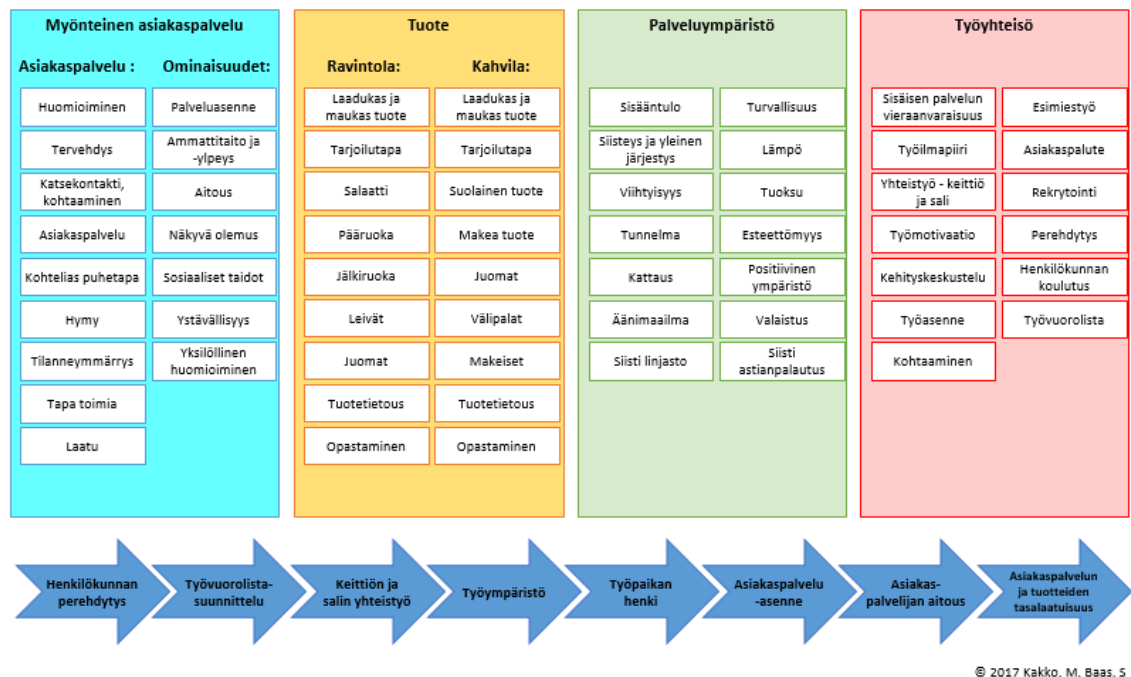 Myönteinen asiakaspalvelu
Asiakaspalvelu :
Ominaisuudet:
Huomioiminen
Tervehdys
Katsekontakti,
kohtaaminen
Asiakaspalvelu
Kohtelias puhetapa
Hymy
Tilanneymmärrys
Tapa toimia
Laatu
Palveluasenne
Ammattitaito ja
-ylpeys
Aitous
Näkyvä olemus
Sosiaaliset taidot
Ystävällisyys
Yksilöllinen
huomioiminen
Tuote
Ravintola:
Kahvila:
Laadukas ja
maukas tuote
Tarjoilutapa
Salaatti
Pääruoka
Jälkiruoka
Leivät
Juomat
Tuotetietous
Opastaminen
Laadukas ja
maukas tuote
Tarjoilutapa
Suolainen tuote
Makea tuote
Juomat
Välipalat
Makeiset
Tuotetietous
Opastaminen
Palveluympäristö
Sisääntulo
Siisteys ja yleinen
järjestys
Viihtyisyys
Tunnelma
Kattaus
Äänimaailma
Siisti linjasto
Turvallisuus
Lämpö
Tuoksu
Esteettömyys
Positiivinen
ympäristö
Valaistus
Siisti
astianpalautus
Työyhteisö
Sisäisen palvelun
vieraanvaraisuus
Työilmapiiri
Yhteistyö - keittiö
ja sali
Työmotivaatio
Kehityskeskustelu
Työasenne
Kohtaaminen
Esimiestyö
Asiakaspalute
Rekrytointi
Perehdytys
Henkilökunnan
koulutus
Työvuorolista
Henkilökunnan
perehdytys
Työvuorolista-
suunnittelu
Keittiön ja
salin yhteistyö
Työympäristö
Työpaikan
henki
Asiakaspalvelu
-asenne
Asiakas-
palvelijan aitous
Asiakaspalvelun
ja tuotteiden
tasalaatuisuus
© 2017 Kakko, M. Baas, S